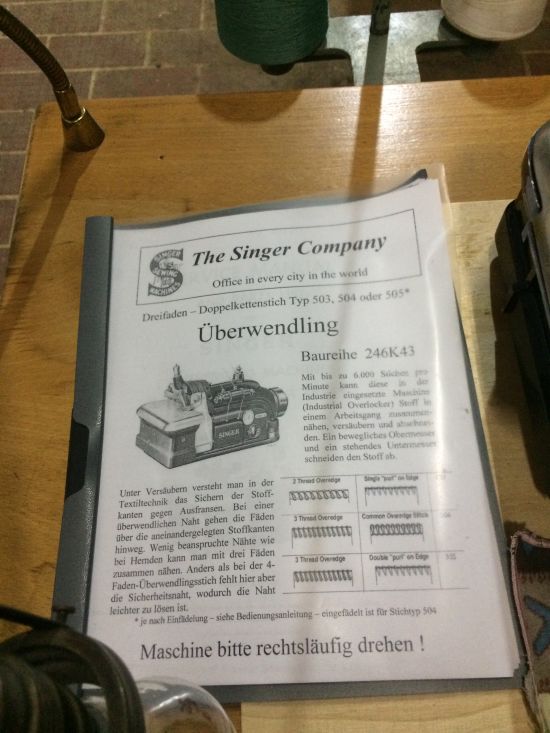 SINGER
SEWING
MACHINES
The Singer Company
Office in every city in the world
Dreifaden – Doppelkettenstich Typ 503, 504 oder 505*
Überwendling
Baureihe 246K43
Mit bis zu 6.000 Stichen pro
Minute kann diese in der
Industrie eingesetzte Maschine
(Industrial Overlocker) Stoff in
einem Arbeitsgang zusammen-
nähen, versäubern und abschnei-
den. Ein bewegliches Obermesser
und ein stehendes Untermesser
schneiden den Stoff ab.
SINGER
Unter Versäubern versteht man in der
Textiltechnik das Sichern der Stoff-
kanten gegen Ausfransen. Bei einer
überwendlichen Naht gehen die Fäden
über die aneinandergelegten Stoffkanten
hinweg. Wenig beanspruchte Nähte wie
bei Hemden kann man mit drei Fäden
zusammen nähen. Anders als bei der 4-
Faden-Überwendlingsstich fehlt hier aber
die Sicherheitsnaht, wodurch die Naht
leichter zu lösen ist.
2 Thread Overedge Single "purl" on Edge
3 Thread Overedge Common Overedge Stitch
3 Thread Overedge Double "purl" on Edge
* je nach Einfädelung – siehe Bedienungsanleitung – eingefädelt ist für Stichtyp 504
Maschine bitte rechtsläufig drehen !